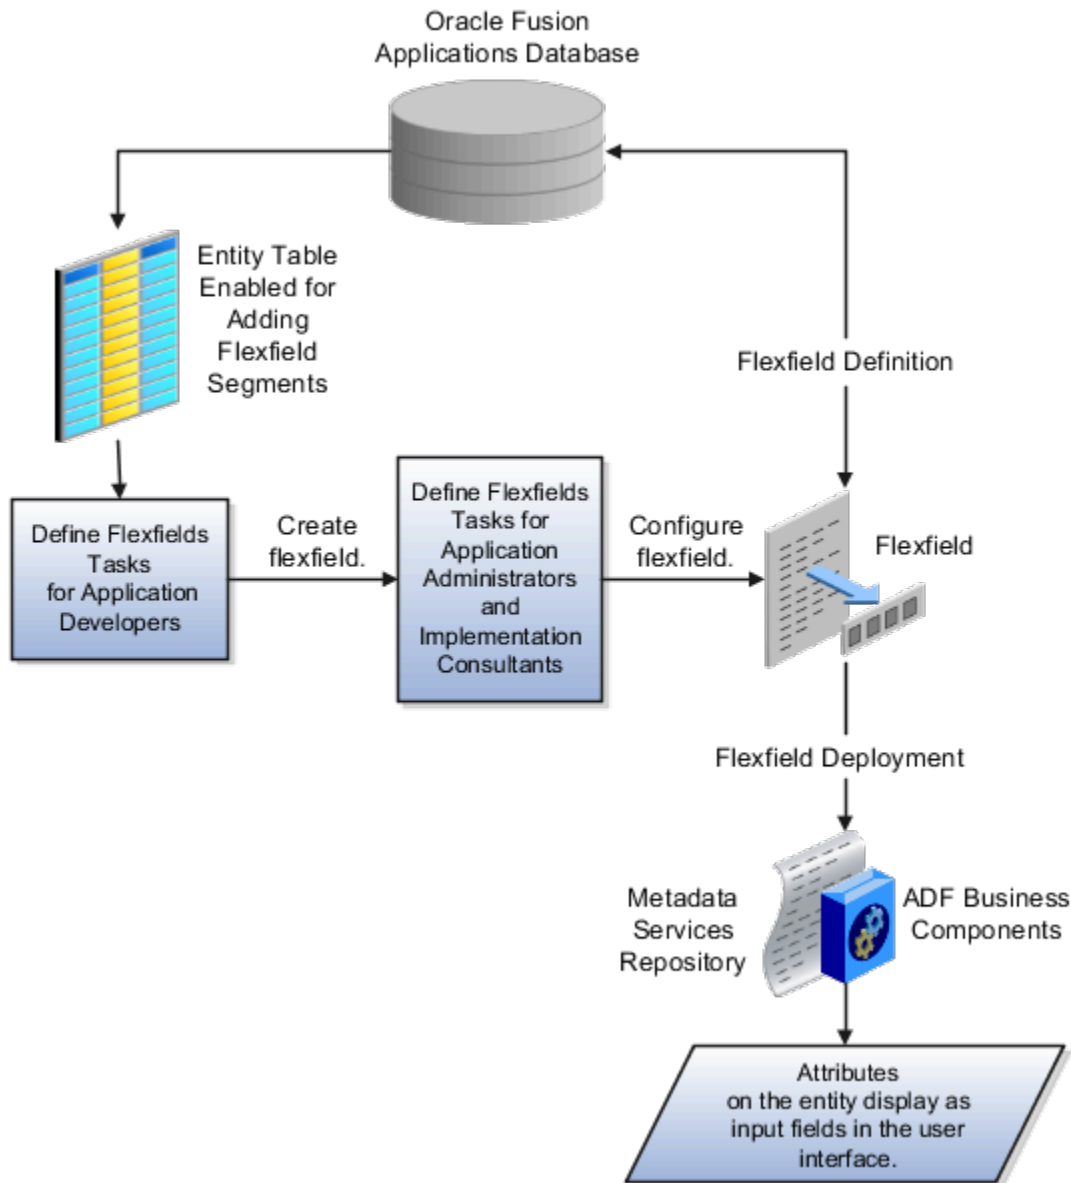 Oracle Fusion
Applications Database
Entity Table
Enabled for
Adding
Flexfield
Segments
Flexfield Definition
Define Flexfields
Tasks
for Application
Developers
Create
flexfield.
Define Flexfields
Tasks for
Application
Administrators
and
Implementation
Consultants
Configure
flexfield.
Flexfield
Flexfield Deployment
Metadata
Services
Repository
ADF Business
Components
Attributes
on the entity display as
input fields in the user
interface.